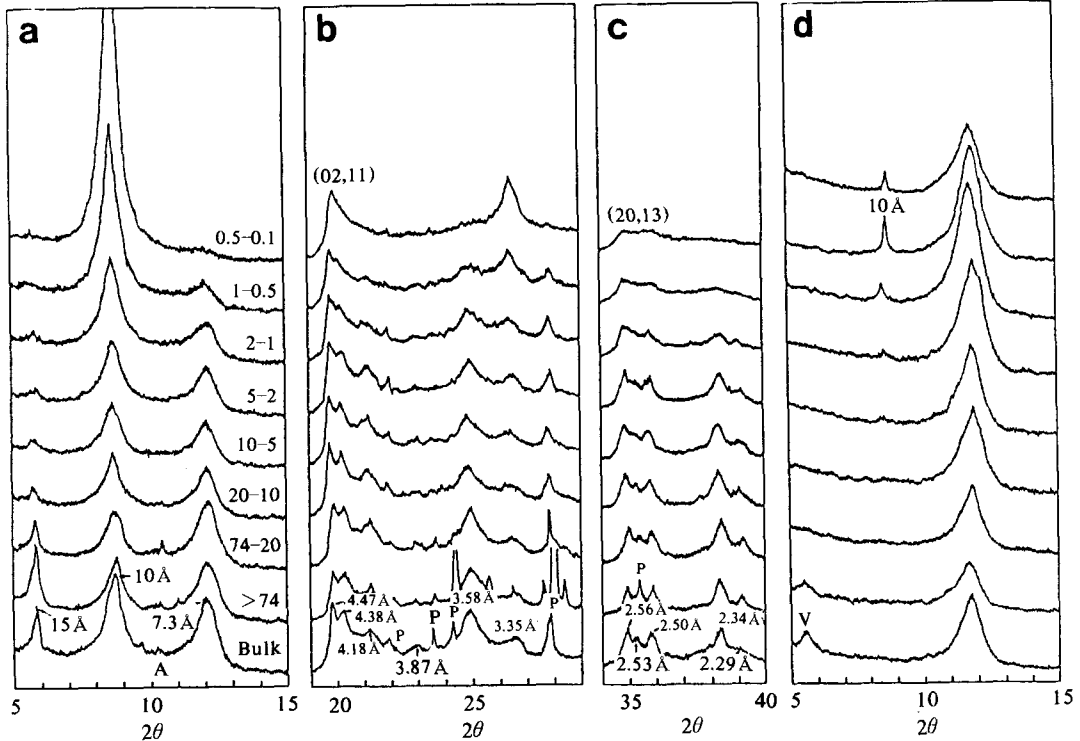 a
b
c
d
(02,11)
(20,13)
0.5–0.1
1–0.5
2–1
5–2
10–5
20–10
74–20
>74
Bulk
10 Å
15 Å
7.3 Å
A
4.47 Å
4.38 Å
4.18 Å
P
3.87 Å
P
P
3.58 Å
3.35 Å
P
P
2.56 Å
2.50 Å
2.34 Å
2.53 Å
2.29 Å
10 Å
V
5 10 15
2θ
20 25
2θ
35 40
2θ
5 10 15
2θ